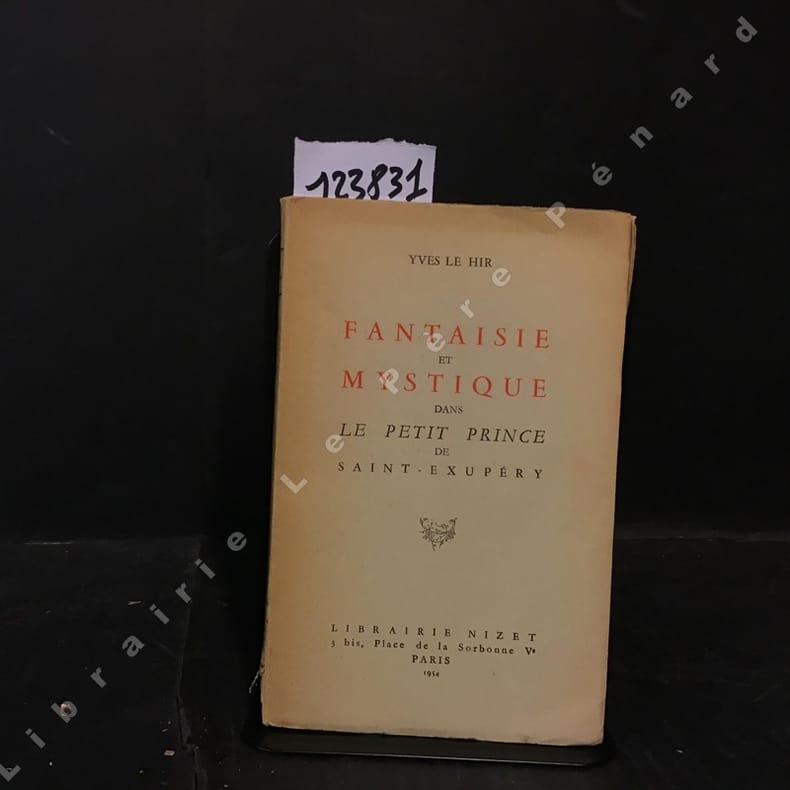 123831
YVES LE HIR
FANTAISIE
ET
MYSTIQUE
DANS
LE PETIT PRINCE
DE
SAINT-EXUPÉRY
LIBRAIRIE NIZET
3 bis, Place de la Sorbonne Ve
PARIS
1954
Librairie Le Père Pénard